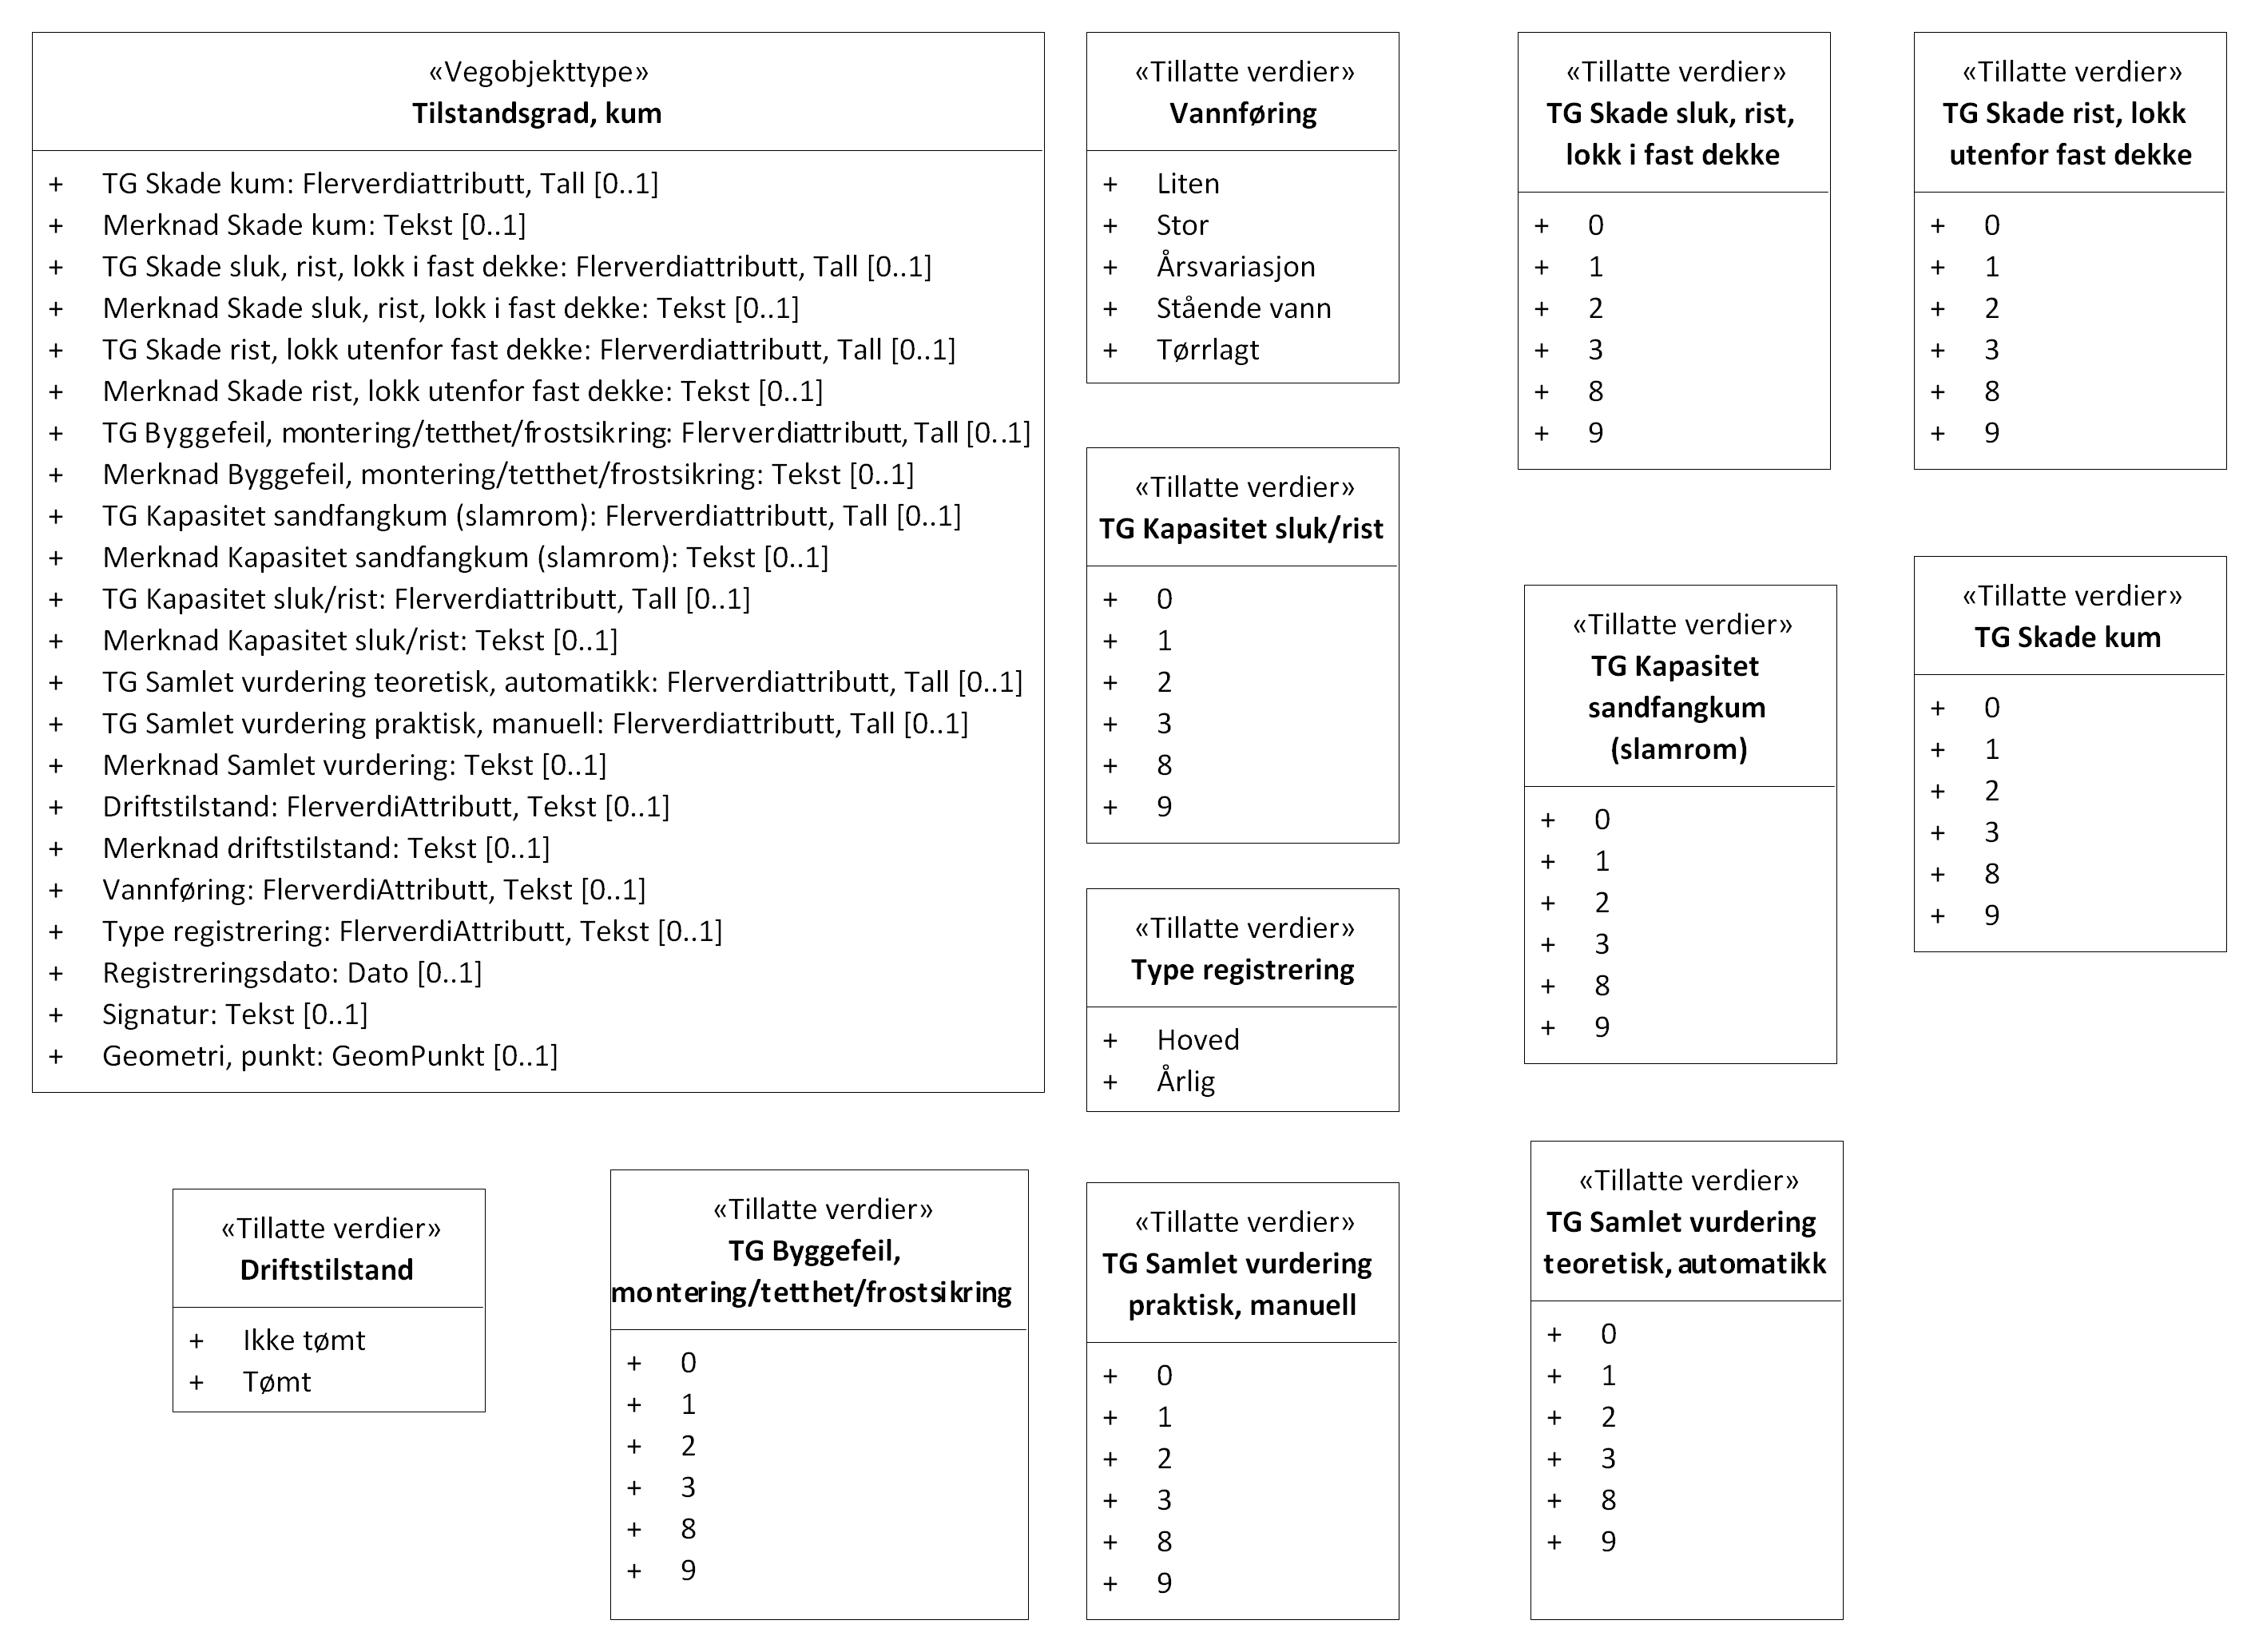 «Vegobjekttype»
Tilstandsgrad, kum
+ TG Skade kum: Flerverdiattributt, Tall [0..1]
+ Merknad Skade kum: Tekst [0..1]
+ TG Skade sluk, rist, lokk i fast dekke: Flerverdiattributt, Tall [0..1]
+ Merknad Skade sluk, rist, lokk i fast dekke: Tekst [0..1]
+ TG Skade rist, lokk utenfor fast dekke: Flerverdiattributt, Tall [0..1]
+ Merknad Skade rist, lokk utenfor fast dekke: Tekst [0..1]
+ TG Byggefeil, montering/tetthet/frostsikring: Flerverdiattributt, Tall [0..1]
+ Merknad Byggefeil, montering/tetthet/frostsikring: Tekst [0..1]
+ TG Kapasitet sandfangkum (slamrom): Flerverdiattributt, Tall [0..1]
+ Merknad Kapasitet sandfangkum (slamrom): Tekst [0..1]
+ TG Kapasitet sluk/rist: Flerverdiattributt, Tall [0..1]
+ Merknad Kapasitet sluk/rist: Tekst [0..1]
+ TG Samlet vurdering teoretisk, automatikk: Flerverdiattributt, Tall [0..1]
+ TG Samlet vurdering praktisk, manuell: Flerverdiattributt, Tall [0..1]
+ Merknad Samlet vurdering: Tekst [0..1]
+ Driftstilstand: FlerverdiAttributt, Tekst [0..1]
+ Merknad driftstilstand: Tekst [0..1]
+ Vannføring: FlerverdiAttributt, Tekst [0..1]
+ Type registrering: FlerverdiAttributt, Tekst [0..1]
+ Registreringsdato: Dato [0..1]
+ Signatur: Tekst [0..1]
+ Geometri, punkt: GeomPunkt [0..1]
«Tillatte verdier»
Vannføring
+ Liten
+ Stor
+ Årsvariasjon
+ Stående vann
+ Tørrlagt
«Tillatte verdier»
TG Skade sluk, rist,
lokk i fast dekke
+ 0
+ 1
+ 2
+ 3
+ 8
+ 9
«Tillatte verdier»
TG Skade rist, lokk
utenfor fast dekke
+ 0
+ 1
+ 2
+ 3
+ 8
+ 9
«Tillatte verdier»
TG Kapasitet sluk/rist
+ 0
+ 1
+ 2
+ 3
+ 8
+ 9
«Tillatte verdier»
TG Kapasitet
sandfangkum
(slamrom)
+ 0
+ 1
+ 2
+ 3
+ 8
+ 9
«Tillatte verdier»
TG Skade kum
+ 0
+ 1
+ 2
+ 3
+ 8
+ 9
«Tillatte verdier»
Type registrering
+ Hoved
+ Årlig
«Tillatte verdier»
Driftstilstand
+ Ikke tømt
+ Tømt
«Tillatte verdier»
TG Byggefeil,
montering/tetthet/frostsikring
+ 0
+ 1
+ 2
+ 3
+ 8
+ 9
«Tillatte verdier»
TG Samlet vurdering
praktisk, manuell
+ 0
+ 1
+ 2
+ 3
+ 8
+ 9
«Tillatte verdier»
TG Samlet vurdering
teoretisk, automatikk
+ 0
+ 1
+ 2
+ 3
+ 8
+ 9